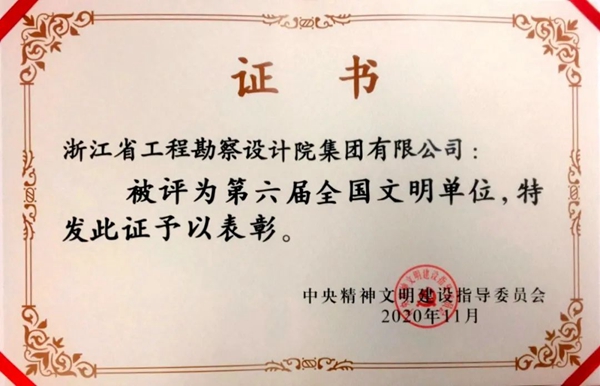 证书
浙江省工程勘察设计院集团有限公司：
被评为第六届全国文明单位，特
发此证予以表彰。
中央精神文明建设指导委员会
2020年11月